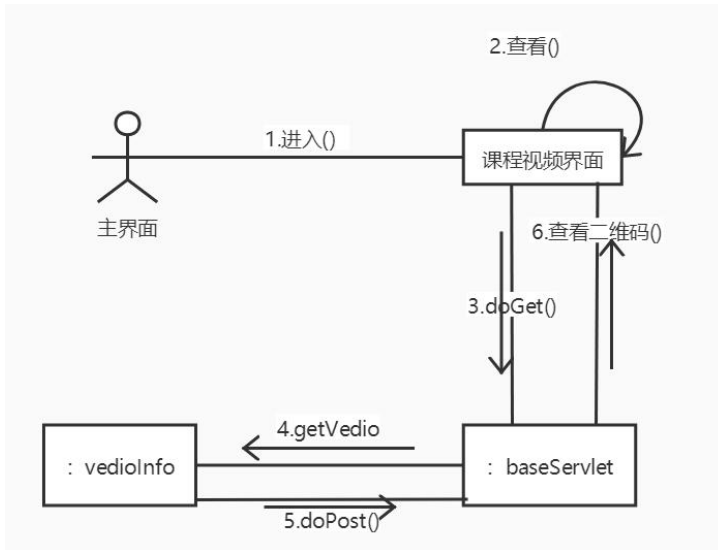 2.查看()
1.进入()
课程视频界面
主界面
6.查看二维码()
3.doGet()
4.getVedio
: vedioInfo
: baseServlet
5.doPost()